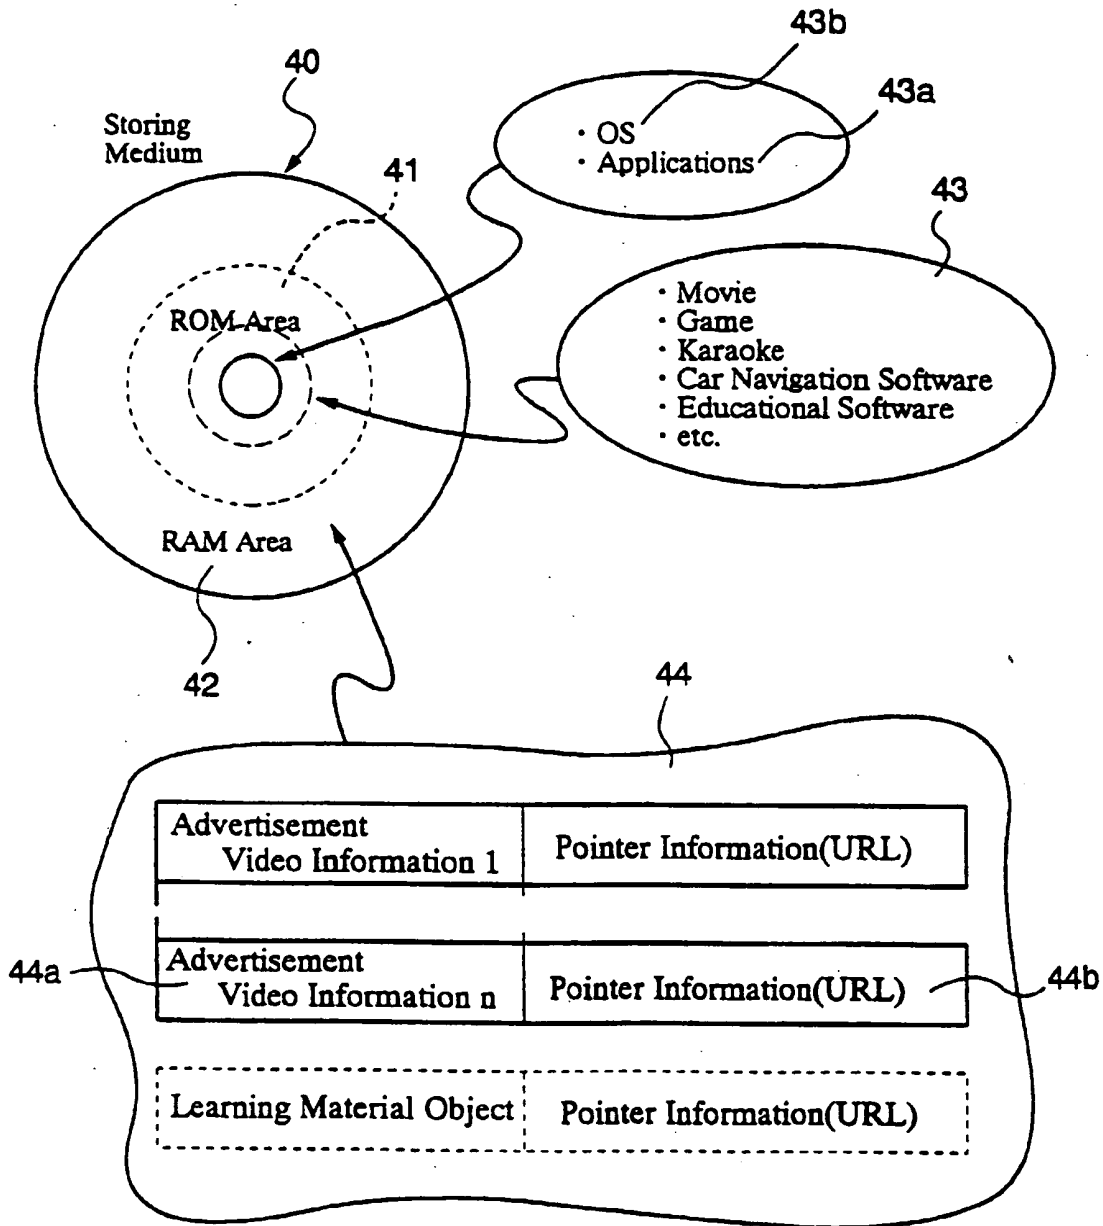 43b
40
43a
Storing
Medium
· OS
· Applications
41
43
ROM Area
· Movie
· Game
· Karaoke
· Car Navigation Software
· Educational Software
· etc.
RAM Area
42
44
Advertisement
Video Information 1
Pointer Information(URL)
44a
Advertisement
Video Information n
Pointer Information(URL)
44b
Learning Material Object
Pointer Information(URL)